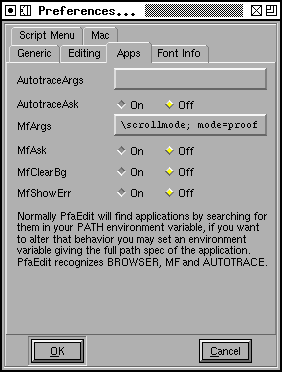 Preferences...
Script Menu Mac
Generic Editing Apps Font Info
AutotraceArgs
AutotraceAsk On Off
MfArgs \scrollmode; mode=proof
MfAsk On Off
MfClearBg On Off
MfShowErr On Off
Normally PfaEdit will find applications by searching for
them in your PATH environment variable, if you want
to alter that behavior you may set an environment
variable giving the full path spec of the application.
PfaEdit recognizes BROWSER, MF and AUTOTRACE.
OK Cancel